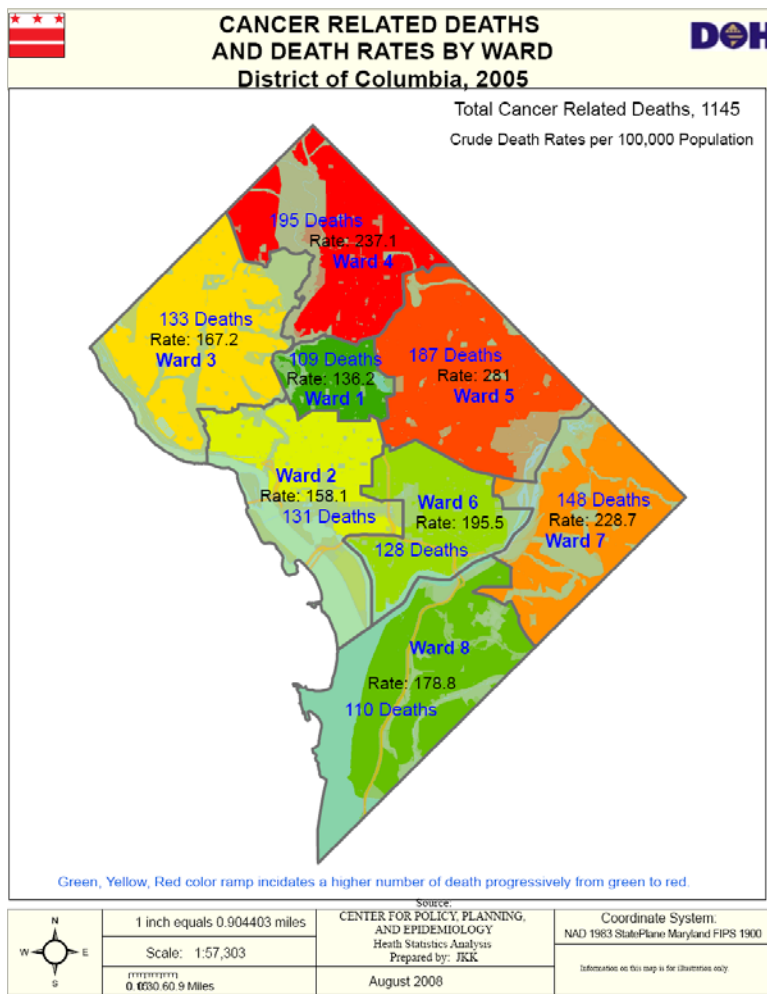 CANCER RELATED DEATHS
AND DEATH RATES BY WARD
District of Columbia, 2005
DOH
Total Cancer Related Deaths, 1145
Crude Death Rates per 100,000 Population
195 Deaths
Rate: 237.1
Ward 4
133 Deaths
Rate: 167.2
Ward 3
109 Deaths
Rate: 136.2
Ward 1
187 Deaths
Rate: 281
Ward 5
Ward 2
Rate: 158.1
131 Deaths
Ward 6
Rate: 195.5
128 Deaths
148 Deaths
Rate: 228.7
Ward 7
Ward 8
Rate: 178.8
110 Deaths
Green, Yellow, Red color ramp incidates a higher number of death progressively from green to red.
N
W
E
S
1 inch equals 0.904403 miles
Scale: 1:57,303
Miles
Source:
CENTER FOR POLICY, PLANNING,
AND EPIDEMIOLOGY
Heath Statistics Analysis
Prepared by: JKK
August 2008
Coordinate System:
NAD 1983 StatePlane Maryland FIPS 1900
Information on this map is for illustration only.